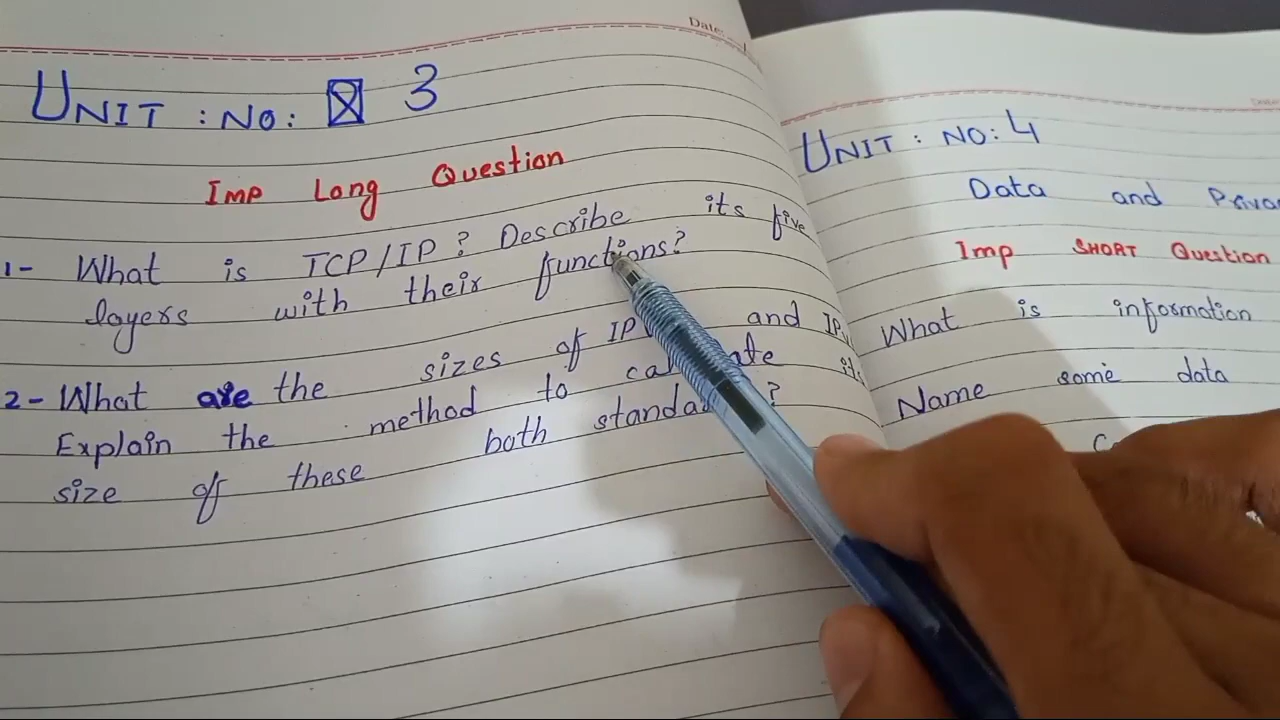 Date:
UNIT : NO: 3
Imp Long Question
1- What is TCP/IP ? Describe its five
layers with their functions?
2- What are the sizes of IP and IPv
Explain the method to its
size of these both ?
UNIT : NO: 4
Data and
Imp SHORT Question
What is information
Name some data